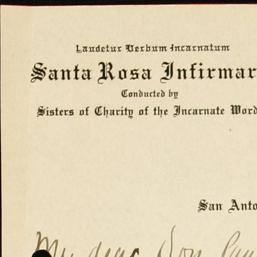 Laudetur Verbum Incarnatum
Santa Rosa Infirmar
Conducted by
Sisters of Charity of the Incarnate Word
San Anto
My dear Don